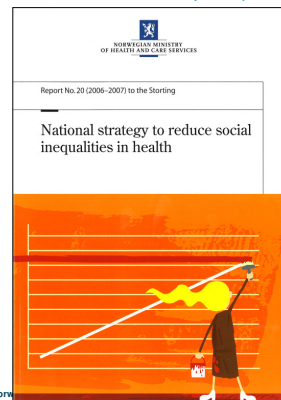 NORWEGIAN MINISTRY
OF HEALTH AND CARE SERVICES
Report No. 20 (2006–2007) to the Storting
National strategy to reduce social
inequalities in health